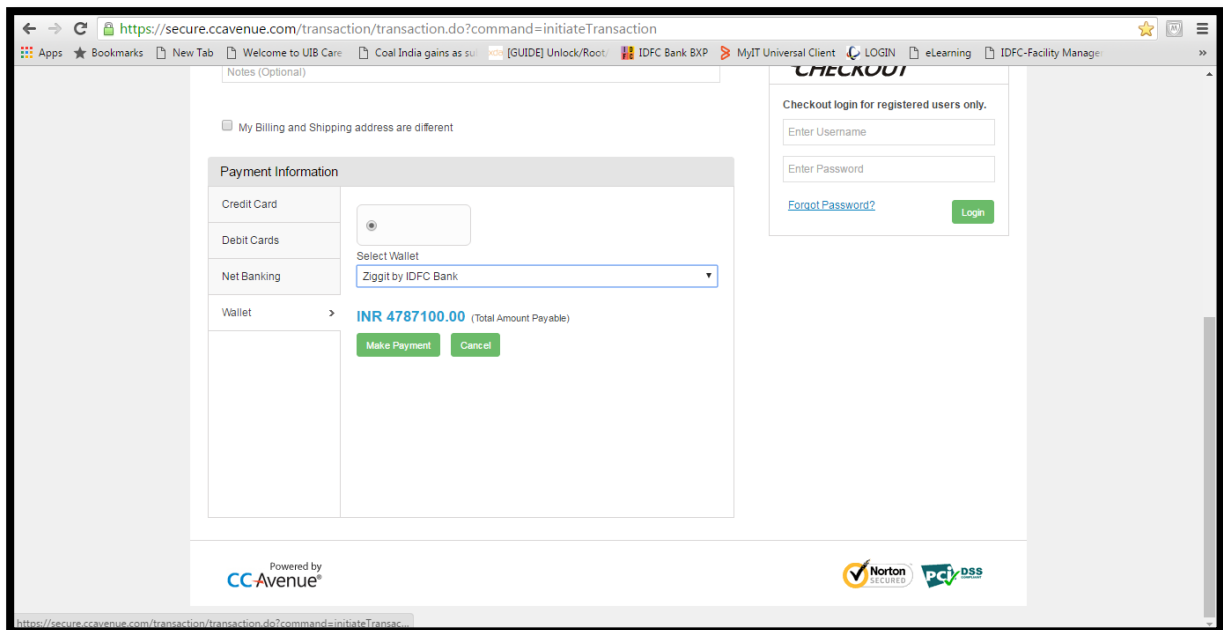 https://secure.ccavenue.com/transaction/transaction.do?command=initiateTransaction
Apps Bookmarks New Tab Welcome to UIB Care Coal India gains as su [GUIDE] Unlock/Root/ IDFC Bank BXP MyIT Universal Client LOGIN eLearning IDFC-Facility Manage »
Notes (Optional)
My Billing and Shipping address are different
Payment Information
Credit Card
Debit Cards
Net Banking
Wallet
Select Wallet
Ziggit by IDFC Bank
INR 4787100.00 (Total Amount Payable)
Make Payment Cancel
CHECKOUT
Checkout login for registered users only.
Enter Username
Enter Password
Forgot Password?
Login
Powered by
CCAvenue®
Norton
SECURED
PCI DSS
COMPLIANT
https://secure.ccavenue.com/transaction/transaction.do?command=initiateTransac...